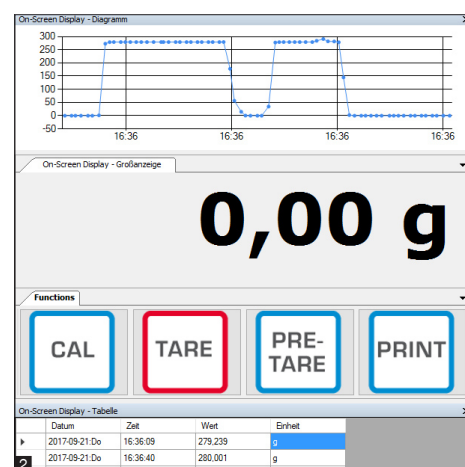 On-Screen Display - Diagramm
300
250
200
150
100
50
0
-50
16:36 16:36 16:36 16:36
On-Screen Display - Großanzeige
0,00 g
Functions
CAL
TARE
PRE-
TARE
PRINT
On-Screen Display - Tabelle
Datum Zeit Wert Einheit
2017-09-21:Do 16:36:09 279,239 g
2017-09-21:Do 16:36:40 280,001 g
2